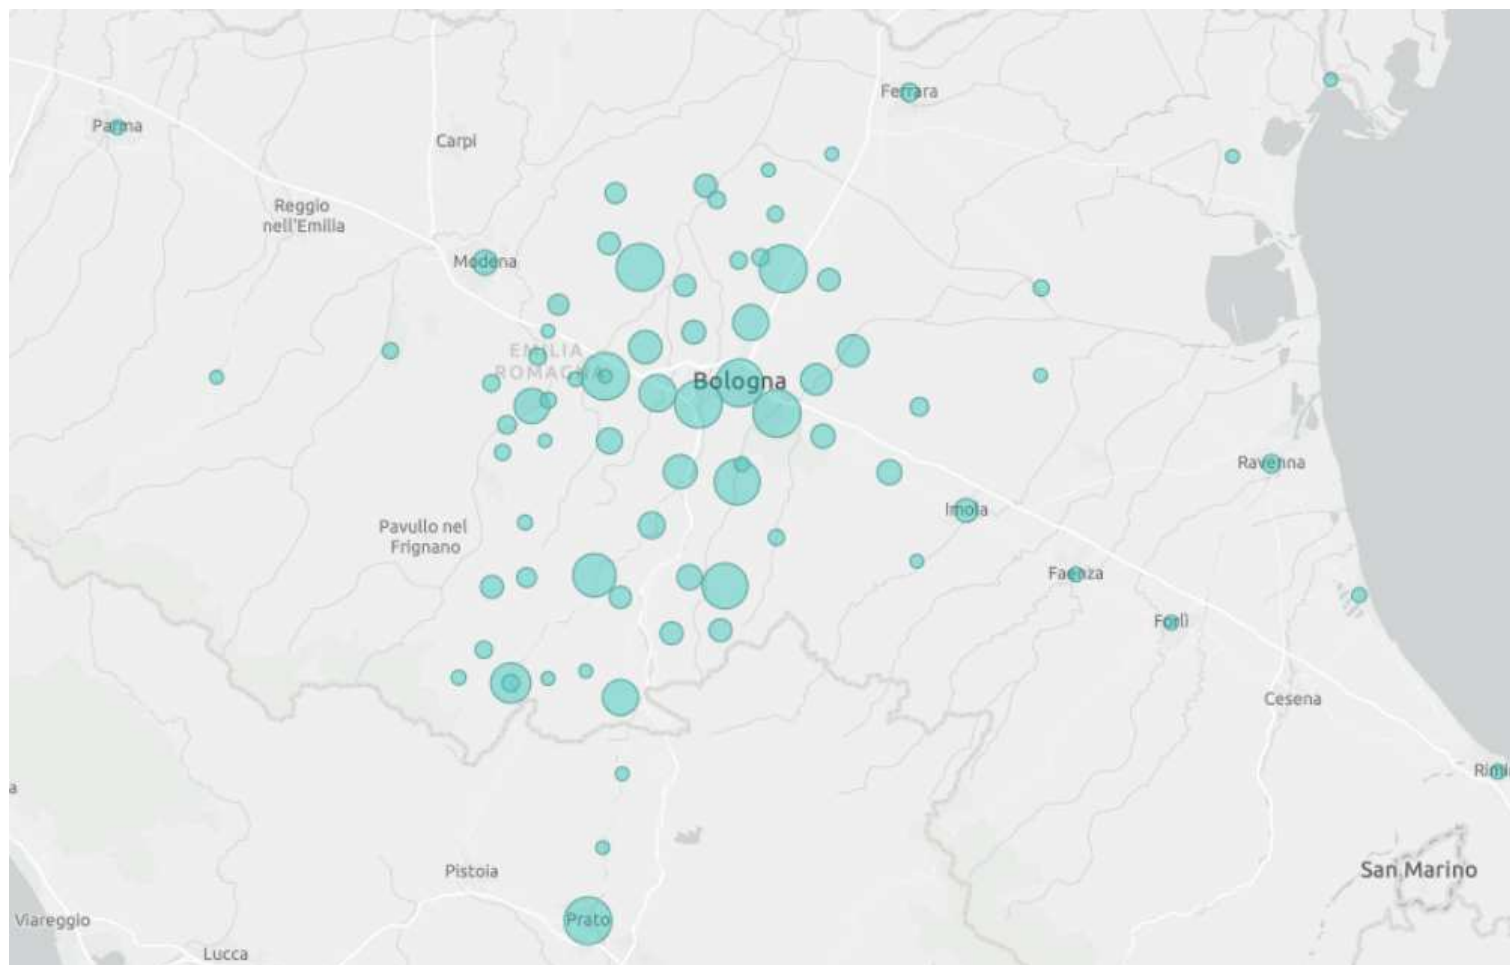 Ferrara
Parma
Carpi
Reggio
nell'Emilia
Modena
EMILIA
ROMAGNA
Bologna
Ravenna
Imola
Pavullo nel
Frignano
Faenza
Forlì
Cesena
Rimi
a
San Marino
Pistoia
Viareggio
Prato
Lucca